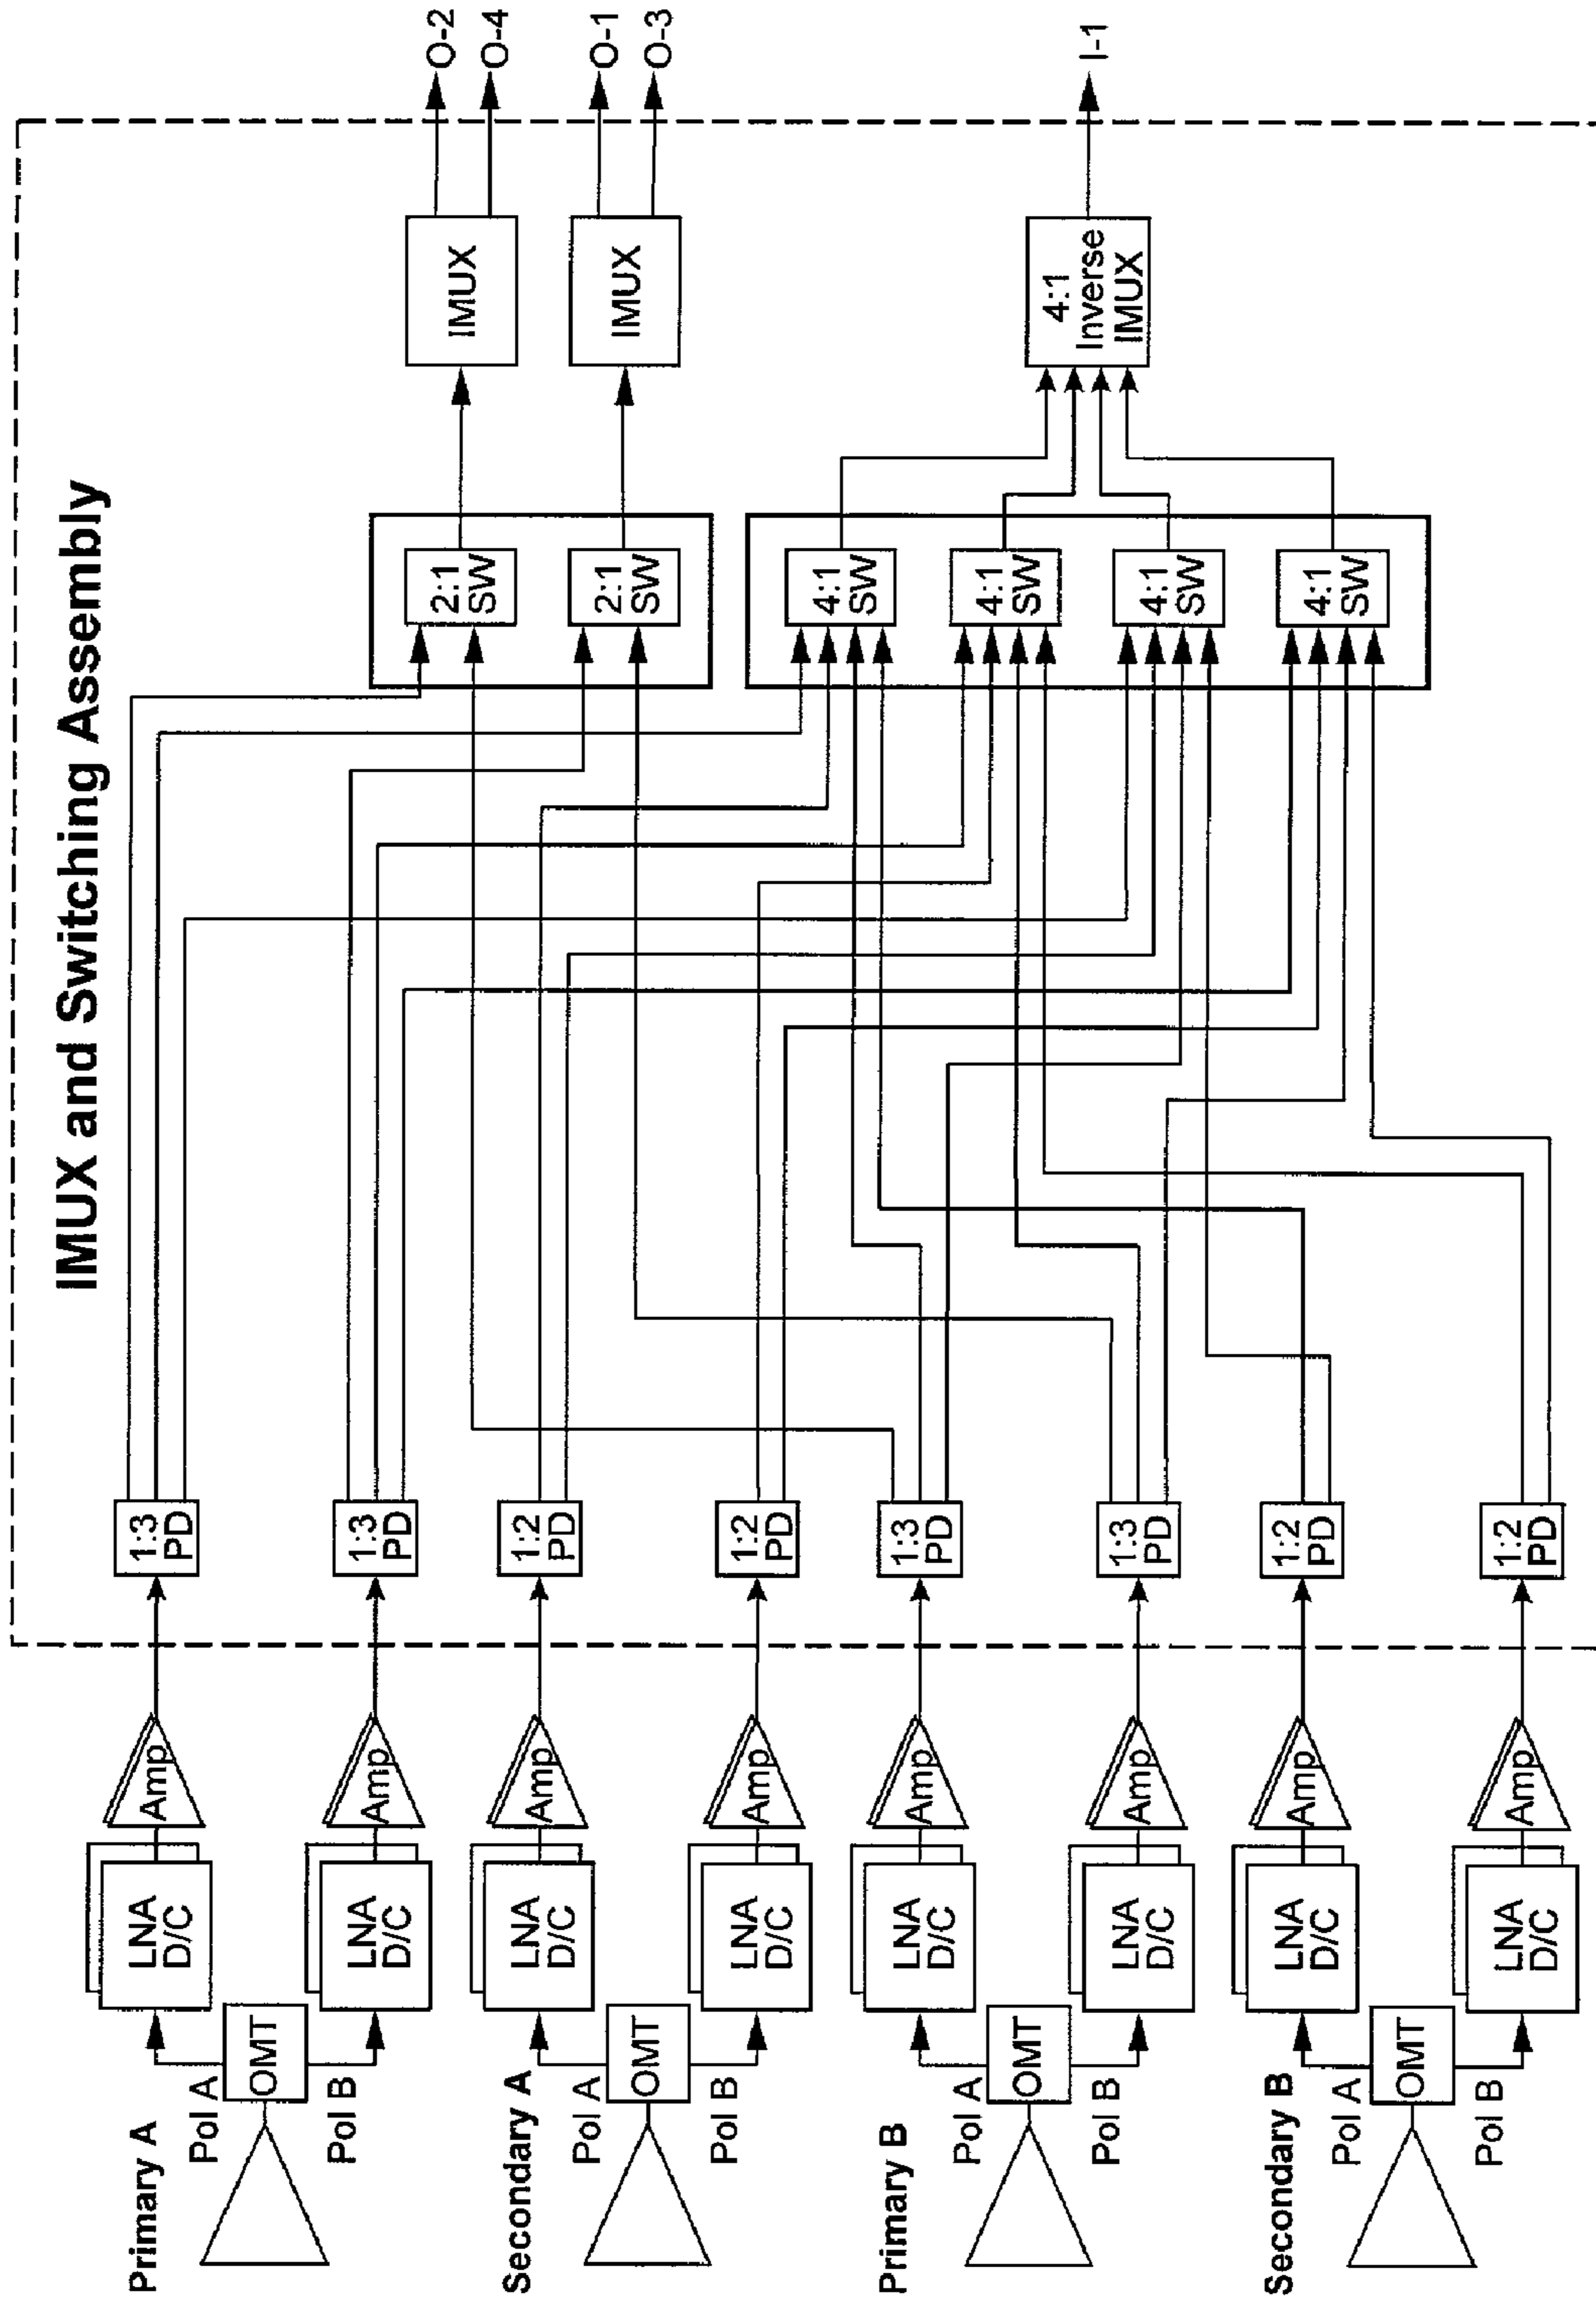 IMUX and Switching Assembly
Primary A
Pol A
OMT
Pol B
LNA
D/C
Amp
1:3
PD
LNA
D/C
Amp
1:3
PD
Secondary A
Pol A
OMT
Pol B
LNA
D/C
Amp
1:2
PD
LNA
D/C
Amp
1:2
PD
Primary B
Pol A
OMT
Pol B
LNA
D/C
Amp
1:3
PD
LNA
D/C
Amp
1:3
PD
Secondary B
Pol A
OMT
Pol B
LNA
D/C
Amp
1:2
PD
LNA
D/C
Amp
1:2
PD
2:1
SW
2:1
SW
4:1
SW
4:1
SW
4:1
SW
4:1
SW
IMUX
IMUX
4:1
Inverse
IMUX
O-2
O-4
O-1
O-3
I-1